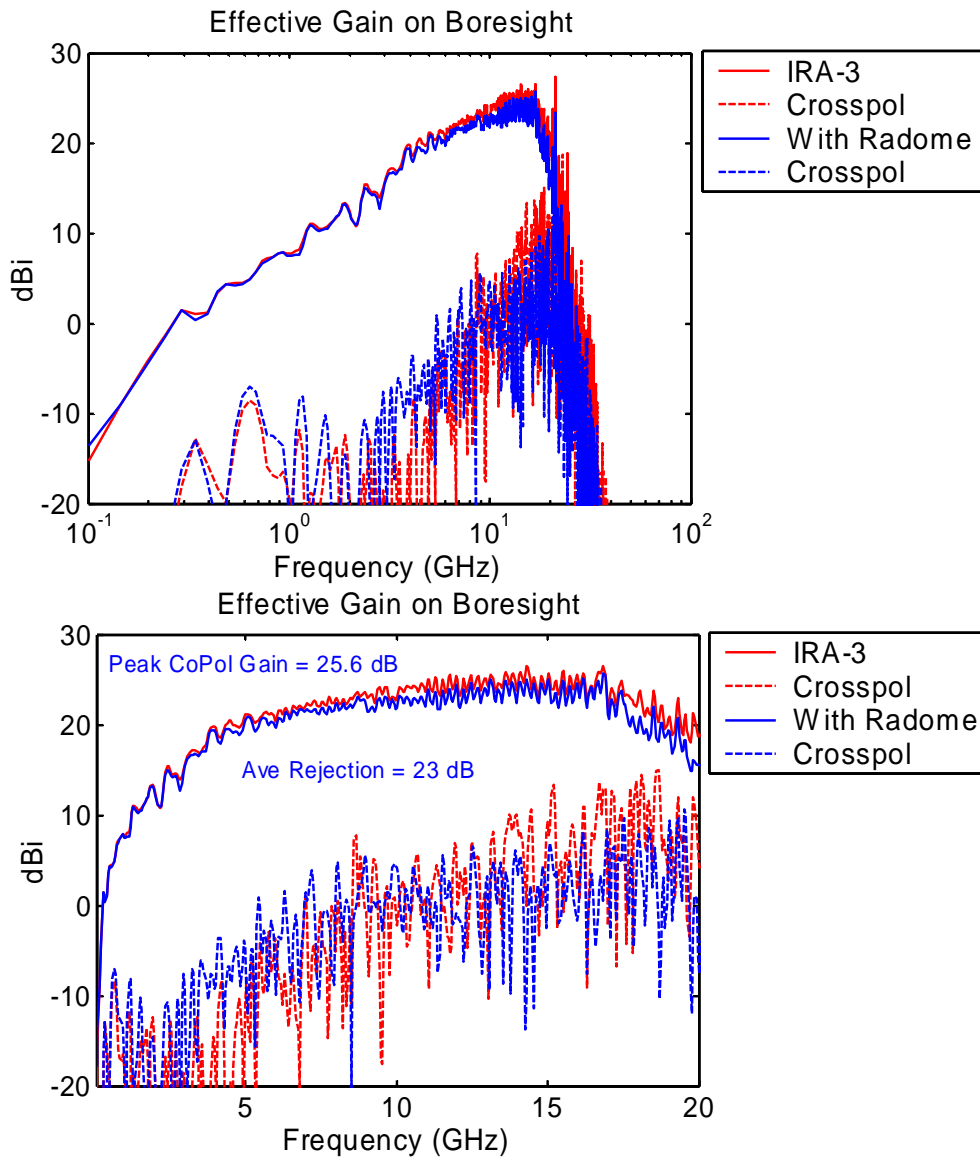 Effective Gain on Boresight
30
20
10
0
-10
-20
dBi
10^-1
10^0
10^1
10^2
Frequency (GHz)
IRA-3
Crosspol
With Radome
Crosspol
Effective Gain on Boresight
30
20
10
0
-10
-20
dBi
Peak CoPol Gain = 25.6 dB
Ave Rejection = 23 dB
5
10
15
20
Frequency (GHz)
IRA-3
Crosspol
With Radome
Crosspol